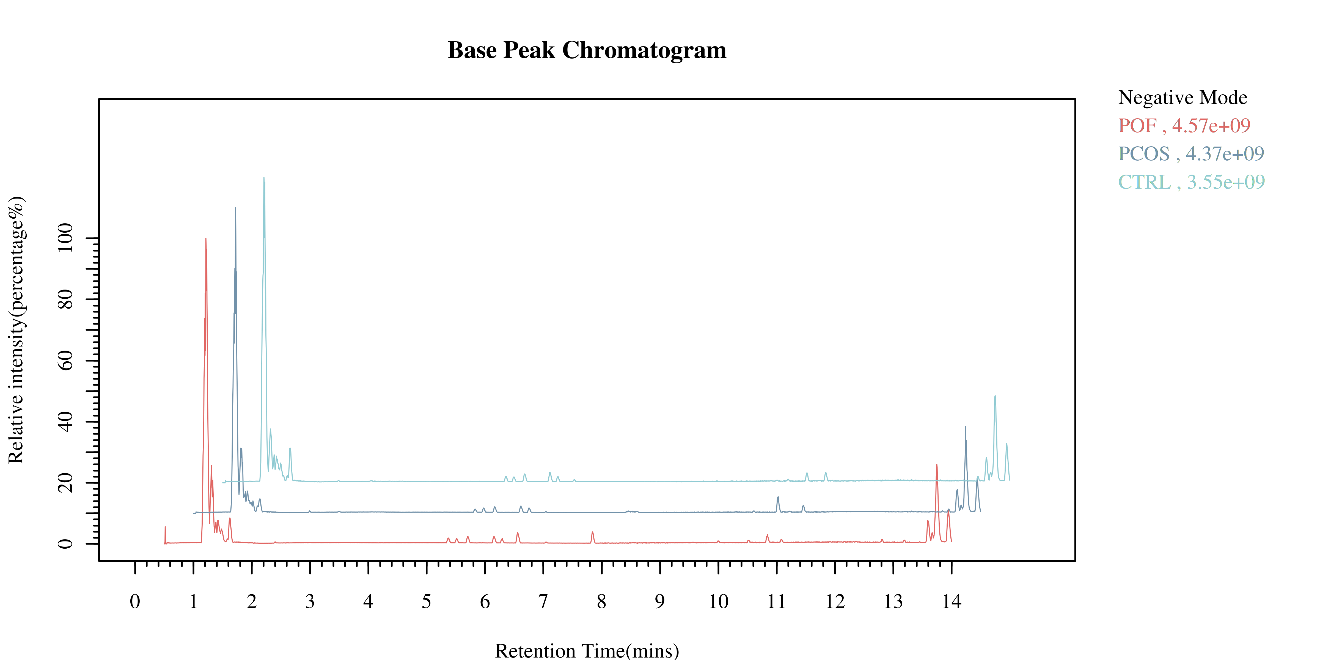 Base Peak Chromatogram
Negative Mode
POF , 4.57e+09
PCOS , 4.37e+09
CTRL , 3.55e+09
Relative intensity(percentage%)
100
80
60
40
20
0
0 1 2 3 4 5 6 7 8 9 10 11 12 13 14
Retention Time(mins)